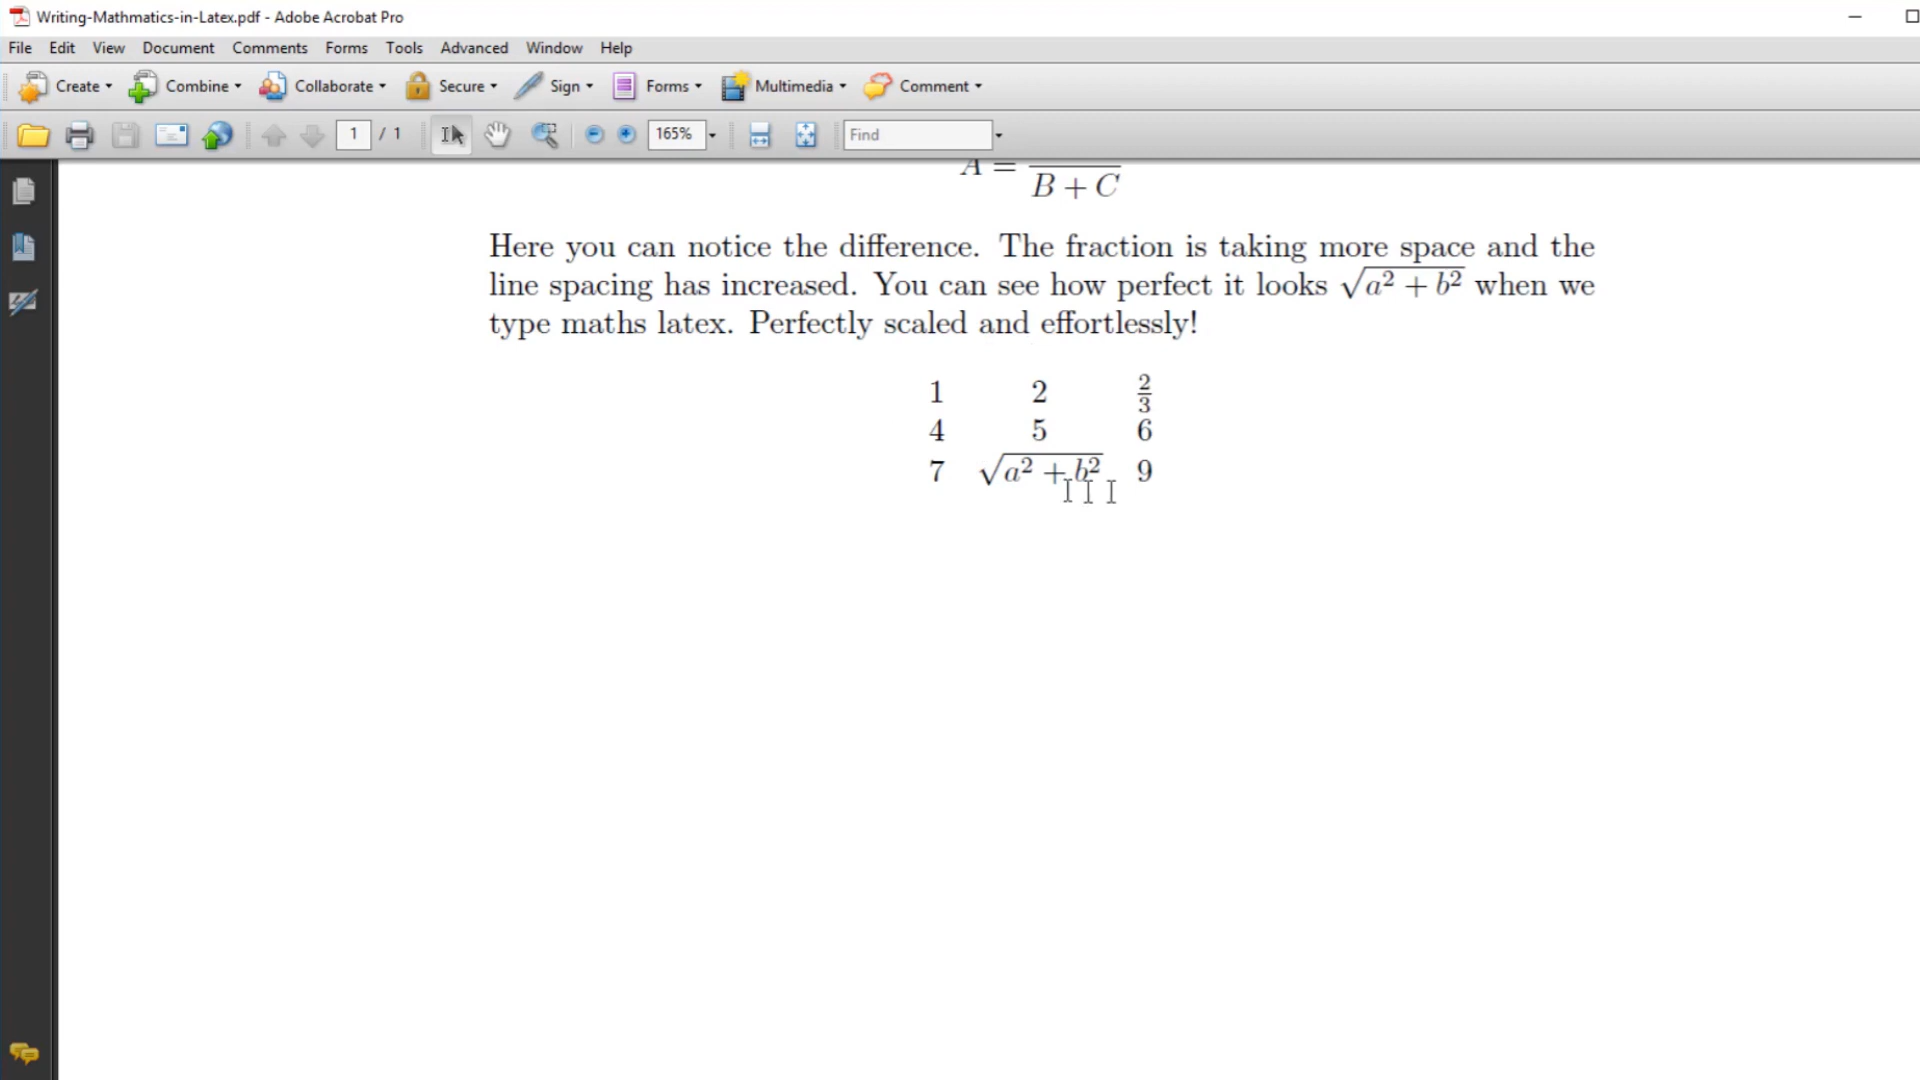 Writing-Mathmatics-in-Latex.pdf - Adobe Acrobat Pro
File Edit View Document Comments Forms Tools Advanced Window Help
Create Combine Collaborate Secure Sign Forms Multimedia Comment
1 / 1 165% Find
A = B + C
Here you can notice the difference. The fraction is taking more space and the
line spacing has increased. You can see how perfect it looks √a² + b² when we
type maths latex. Perfectly scaled and effortlessly!
1 2 2/3
4 5 6
7 √a² + b² 9